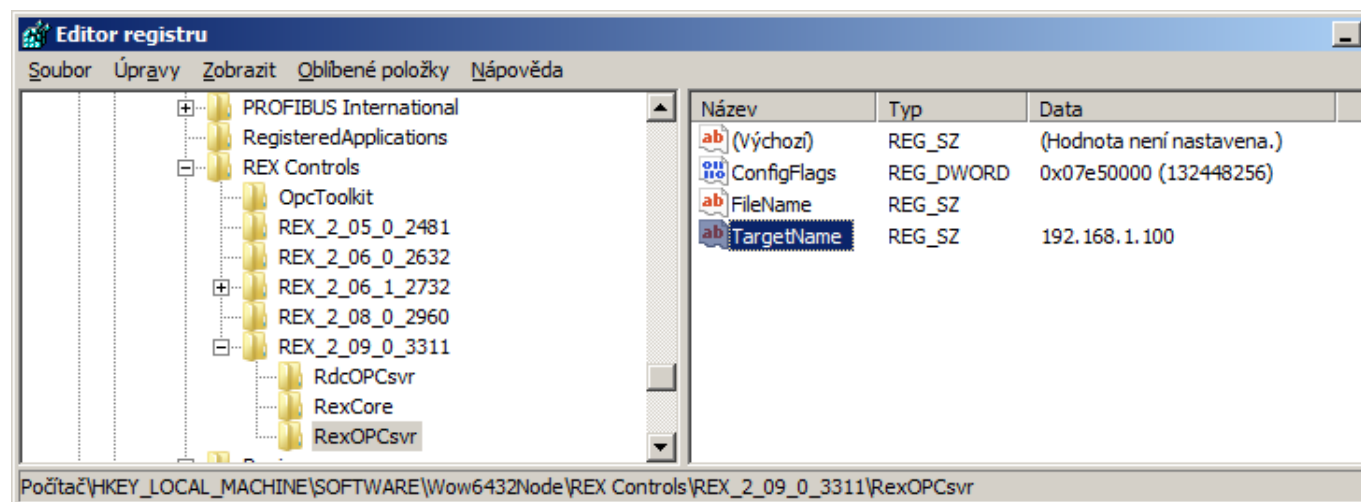 Editor registru
Soubor Úpravy Zobrazit Oblíbené položky Nápověda
PROFIBUS International
RegisteredApplications
REX Controls
OpcToolkit
REX_2_05_0_2481
REX_2_06_0_2632
REX_2_06_1_2732
REX_2_08_0_2960
REX_2_09_0_3311
RdcOPCsvr
RexCore
RexOPCsvr
Název Typ Data
(Výchozí) REG_SZ (Hodnota není nastavena.)
ConfigFlags REG_DWORD 0x07e50000 (132448256)
FileName REG_SZ
TargetName REG_SZ 192.168.1.100
Počítač\HKEY_LOCAL_MACHINE\SOFTWARE\Wow6432Node\REX Controls\REX_2_09_0_3311\RexOPCsvr